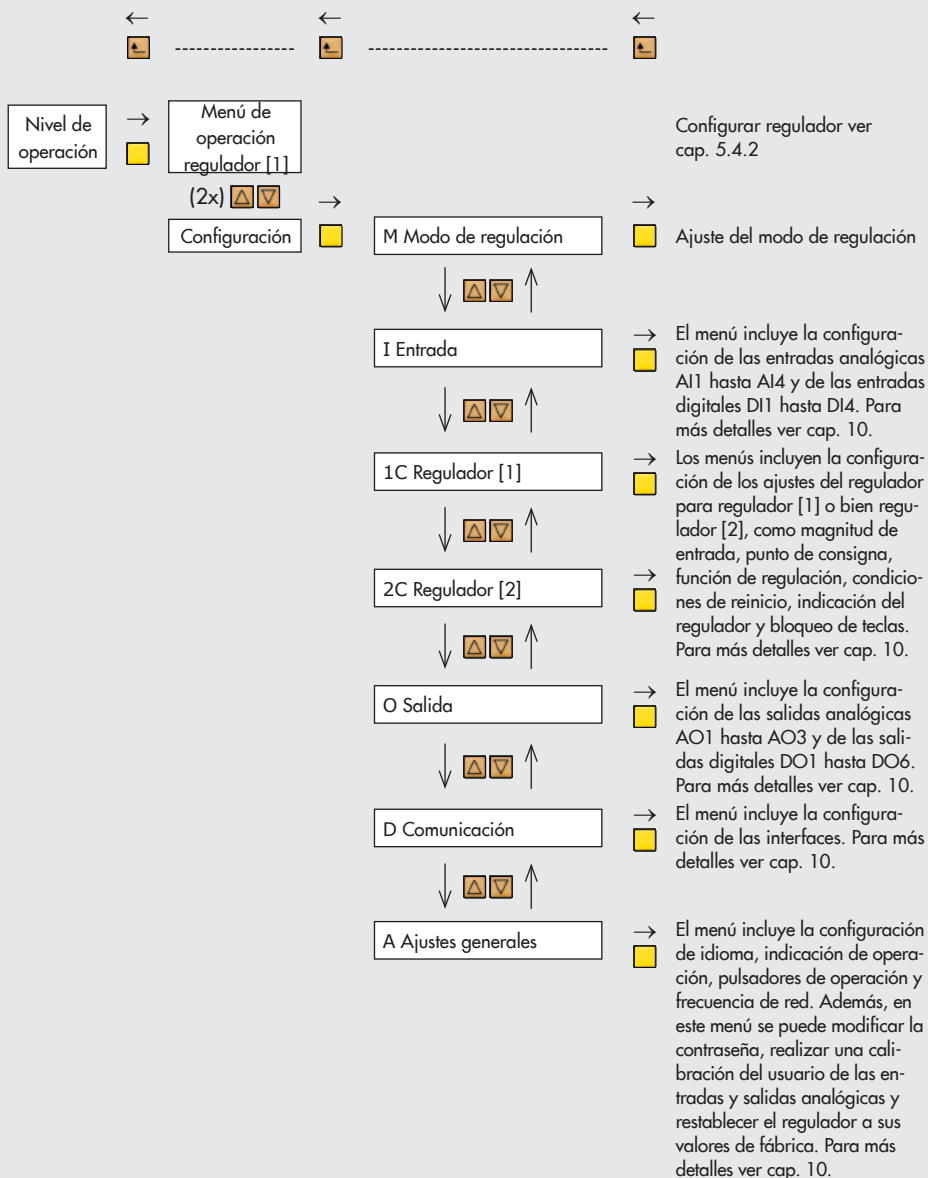 ← ← ←
Nivel de
operación
→
Menú de
operación
regulador [1]
(2x)
Configuración
→
Configurar regulador ver
cap. 5.4.2
M Modo de regulación
→
Ajuste del modo de regulación
I Entrada
→
El menú incluye la configura-
ción de las entradas analógicas
AI1 hasta AI4 y de las entradas
digitales DI1 hasta DI4. Para
más detalles ver cap. 10.
1C Regulador [1]
→
Los menús incluyen la configura-
ción de los ajustes del regulador
para regulador [1] o bien regu-
lador [2], como magnitud de
entrada, punto de consigna,
2C Regulador [2]
→
función de regulación, condicio-
nes de reinicio, indicación del
regulador y bloqueo de teclas.
Para más detalles ver cap. 10.
O Salida
→
El menú incluye la configura-
ción de las salidas analógicas
AO1 hasta AO3 y de las sali-
das digitales DO1 hasta DO6.
Para más detalles ver cap. 10.
D Comunicación
→
El menú incluye la configura-
ción de las interfaces. Para más
detalles ver cap. 10.
A Ajustes generales
→
El menú incluye la configuración
de idioma, indicación de opera-
ción, pulsadores de operación y
frecuencia de red. Además, en
este menú se puede modificar la
contraseña, realizar una cali-
bración del usuario de las en-
tradas y salidas analógicas y
restablecer el regulador a sus
valores de fábrica. Para más
detalles ver cap. 10.